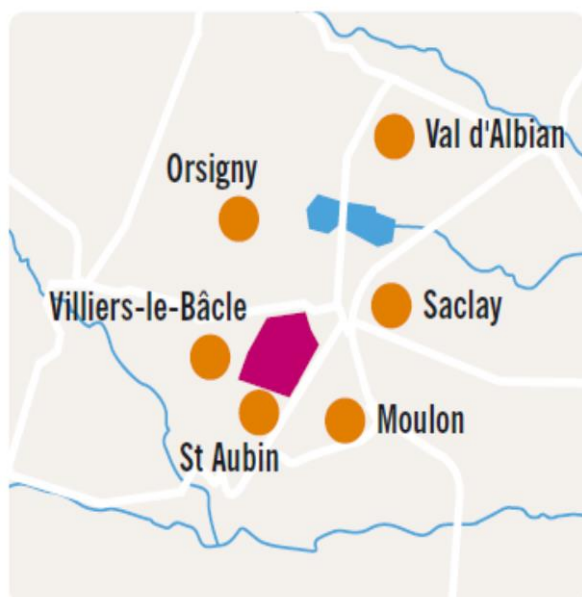 Val d'Albian
Orsigny
Villiers-le-Bâcle
Saclay
Moulon
St Aubin